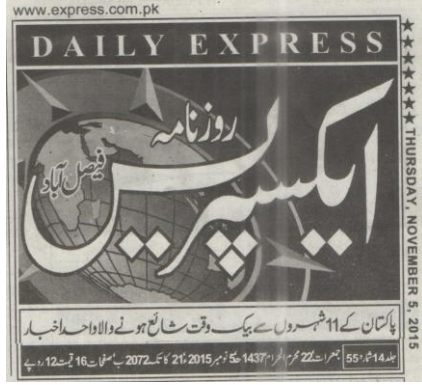 www.express.com.pk
DAILY EXPRESS
روزنامہ
ایکسپریس
فیصل آباد
THURSDAY, NOVEMBER 5, 2015
پاکستان کے 11 شہروں سے بیک وقت شائع ہونے والا واحد اخبار
جلد 14 شمارہ 55 جمعرات 22 محرم الحرام 1437ھ 5 نومبر 2015ء 21 کاتک 2072 ب صفحات 16 قیمت 12 روپے